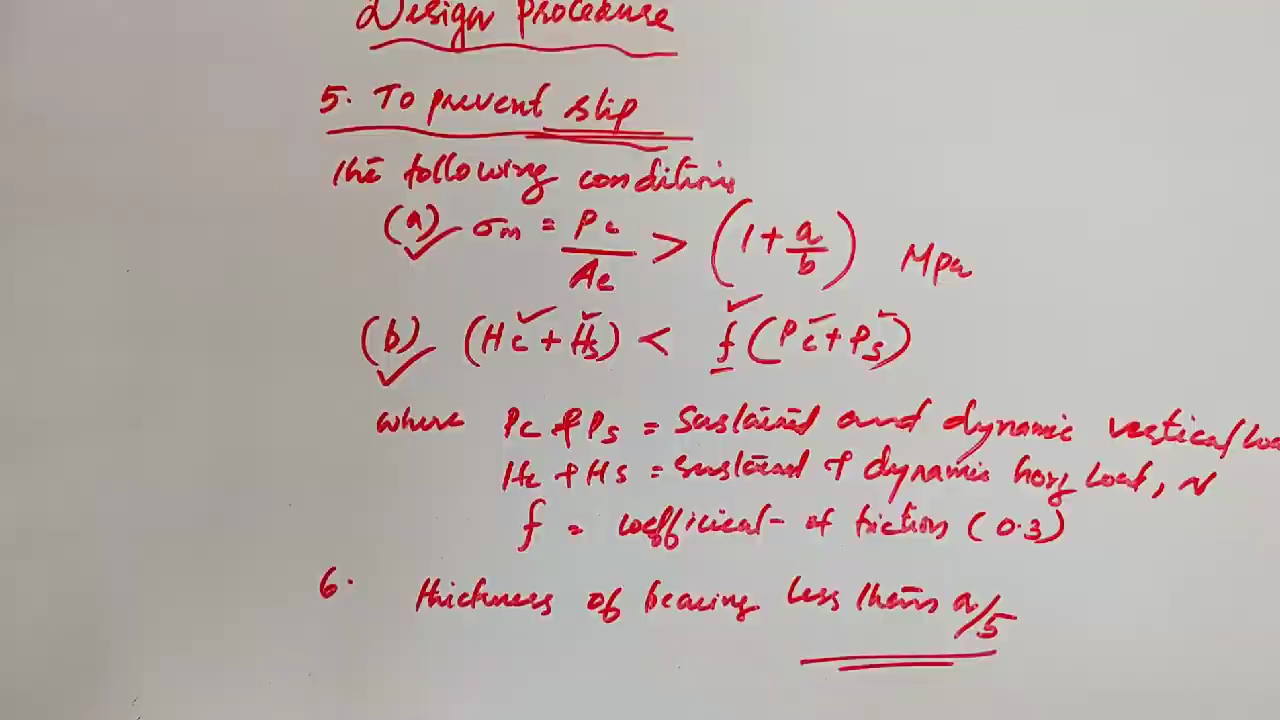 Design Procedure
5. To prevent slip
The following conditions
(a) σm = Pc/Ae > (1 + a/b) Mpa
(b) (Hc + Hs) < f (Pc + Ps)
where Pc & Ps = Sustained and dynamic vertical loa
Hc + Hs = Sustained & dynamic horz Load, N
f = coefficient of friction (0.3)
6. thickness of bearing less than a/5